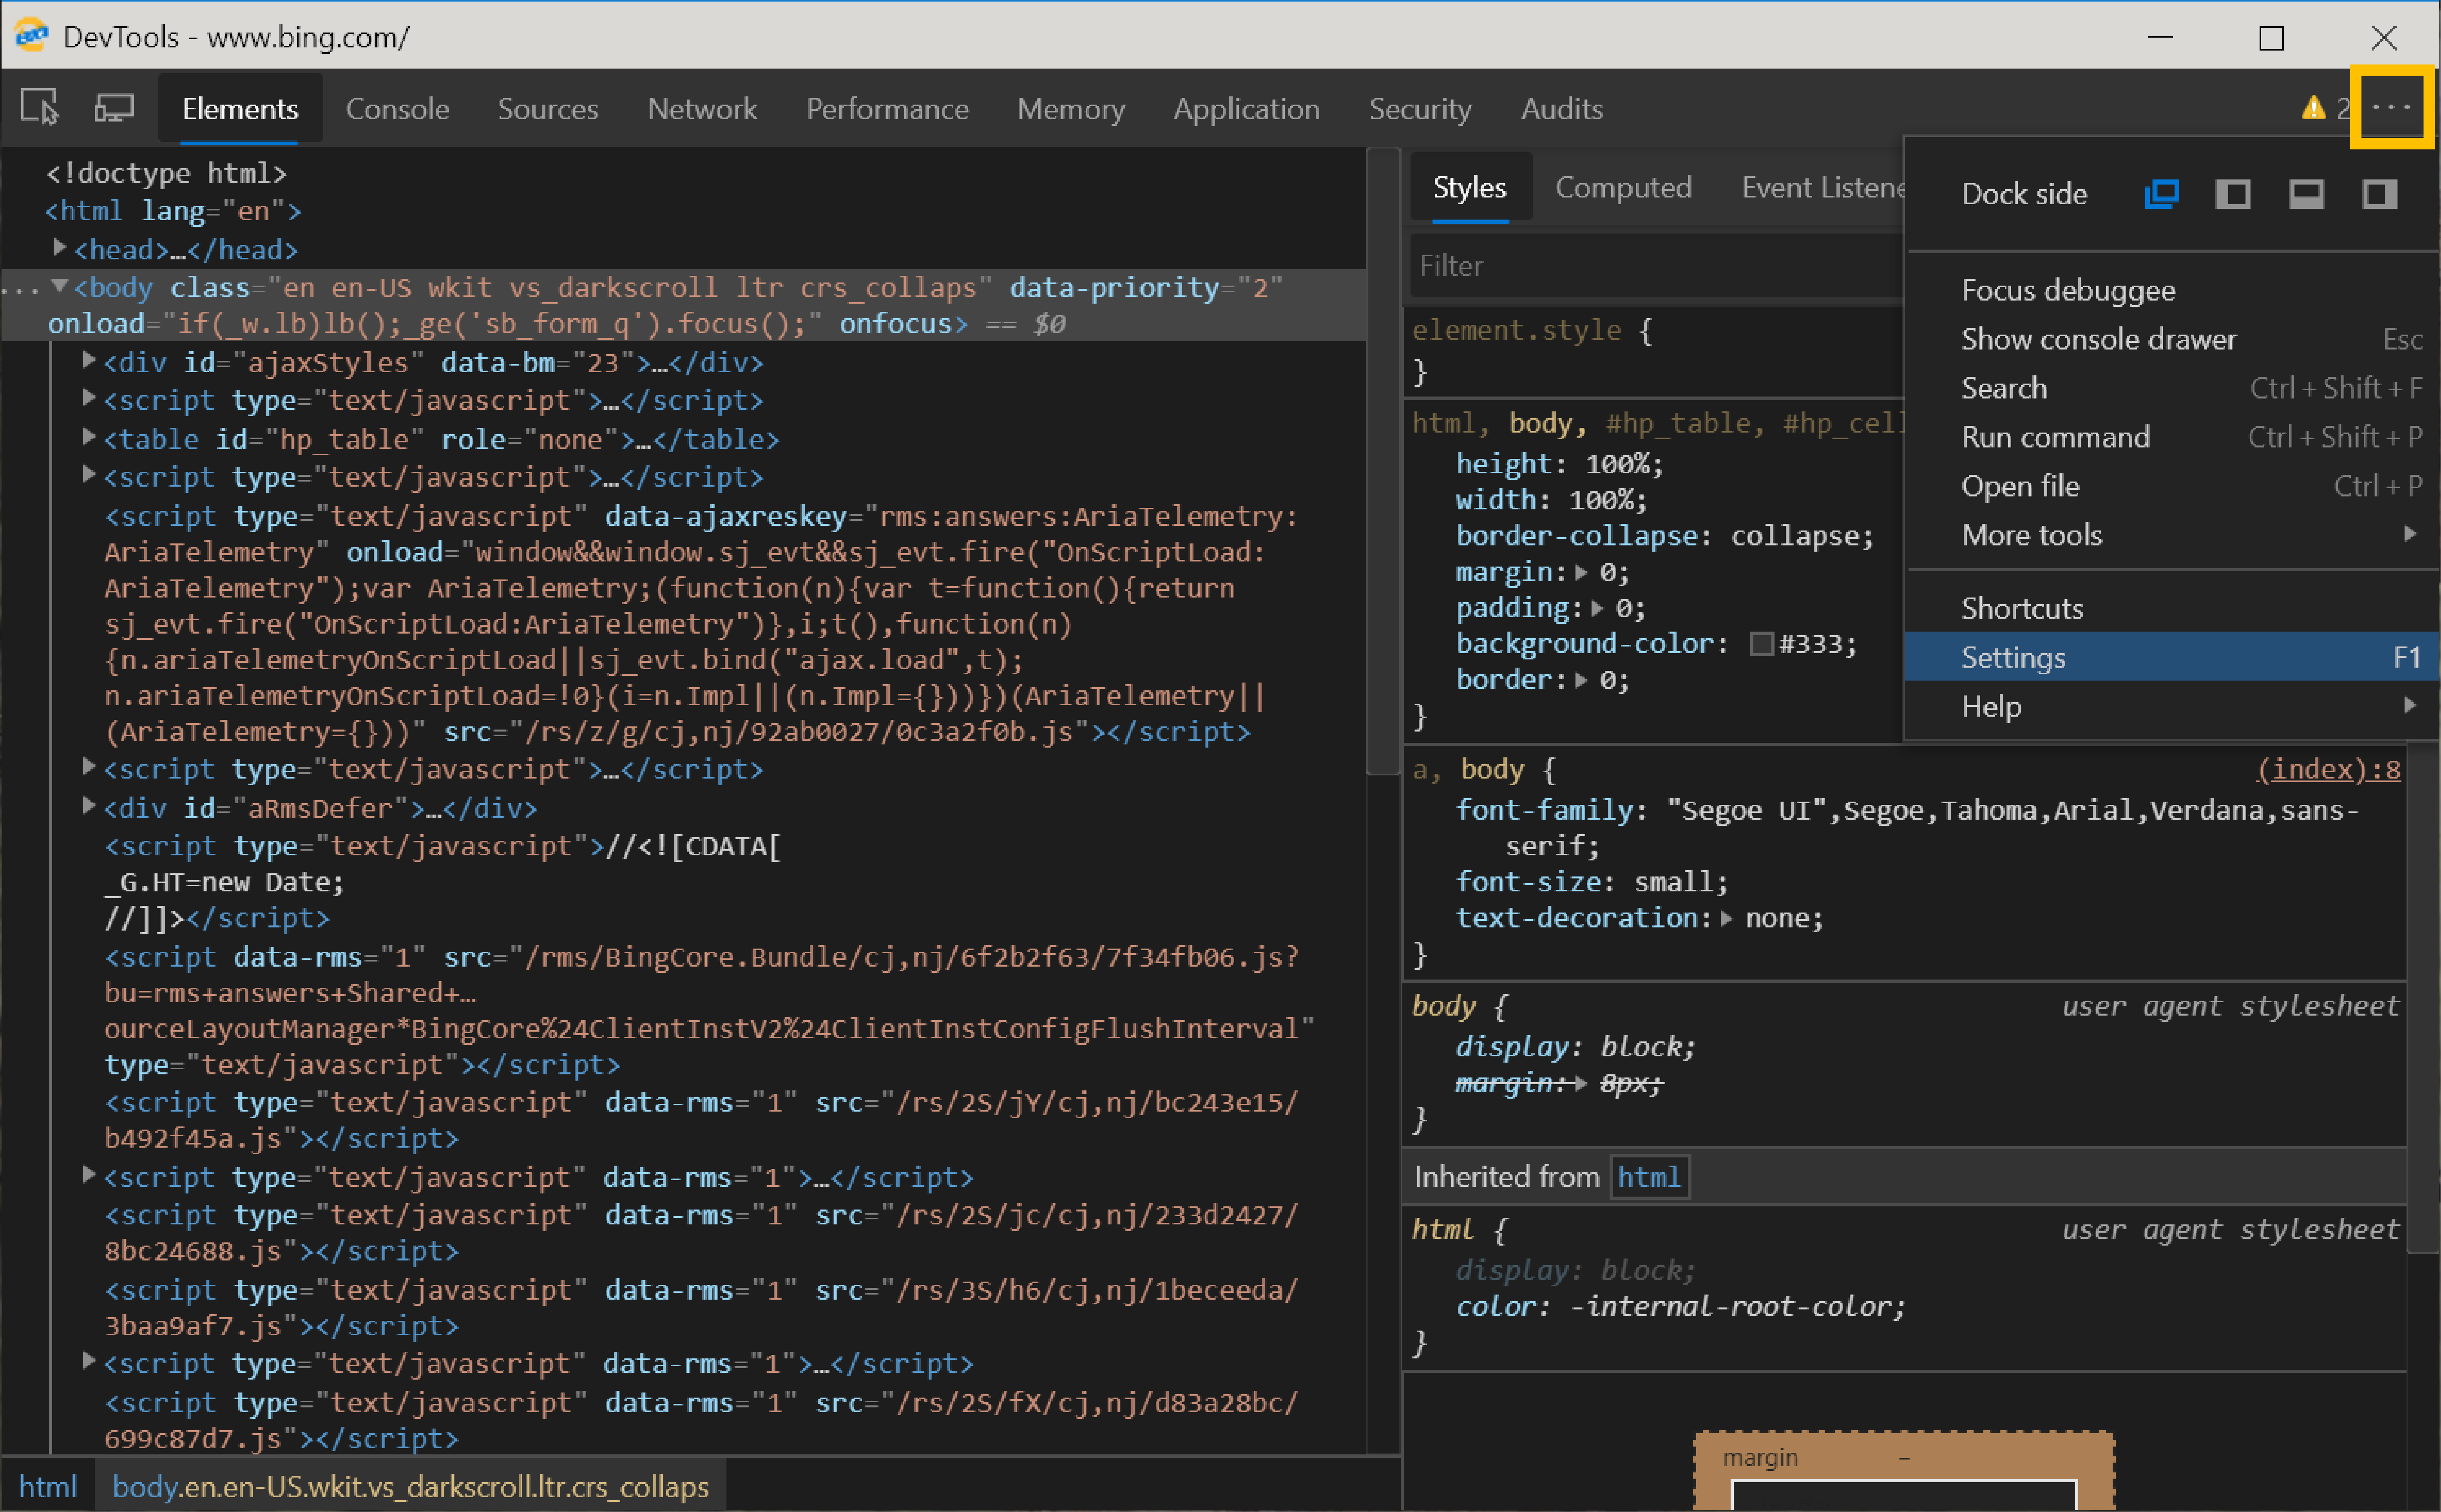 DevTools - www.bing.com/
Elements Console Sources Network Performance Memory Application Security Audits 2 ···
<!doctype html>
<html lang="en">
<head>…</head>
<body class="en en-US wkit vs_darkscroll ltr crs_collaps" data-priority="2"
onload="if(_w.lb)lb();_ge('sb_form_q').focus();" onfocus> == $0
<div id="ajaxStyles" data-bm="23">…</div>
<script type="text/javascript">…</script>
<table id="hp_table" role="none">…</table>
<script type="text/javascript">…</script>
<script type="text/javascript" data-ajaxreskey="rms:answers:AriaTelemetry:
AriaTelemetry" onload="window&&window.sj_evt&&sj_evt.fire("OnScriptLoad:
AriaTelemetry");var AriaTelemetry;(function(n){var t=function(){return
sj_evt.fire("OnScriptLoad:AriaTelemetry")},i;t(),function(n)
{n.ariaTelemetryOnScriptLoad||sj_evt.bind("ajax.load",t);
n.ariaTelemetryOnScriptLoad=!0}(i=n.Impl||(n.Impl={}))})(AriaTelemetry||
(AriaTelemetry={}))" src="/rs/z/g/cj,nj/92ab0027/0c3a2f0b.js"></script>
<script type="text/javascript">…</script>
<div id="aRmsDefer">…</div>
<script type="text/javascript">//<![CDATA[
_G.HT=new Date;
//]]></script>
<script data-rms="1" src="/rms/BingCore.Bundle/cj,nj/6f2b2f63/7f34fb06.js?
bu=rms+answers+Shared+…
ourceLayoutManager*BingCore%24ClientInstV2%24ClientInstConfigFlushInterval"
type="text/javascript"></script>
<script type="text/javascript" data-rms="1" src="/rs/2S/jY/cj,nj/bc243e15/
b492f45a.js"></script>
<script type="text/javascript" data-rms="1">…</script>
<script type="text/javascript" data-rms="1" src="/rs/2S/jc/cj,nj/233d2427/
8bc24688.js"></script>
<script type="text/javascript" data-rms="1" src="/rs/3S/h6/cj,nj/1beceeda/
3baa9af7.js"></script>
<script type="text/javascript" data-rms="1">…</script>
<script type="text/javascript" data-rms="1" src="/rs/2S/fX/cj,nj/d83a28bc/
699c87d7.js"></script>
html body.en.en-US.wkit.vs_darkscroll.ltr.crs_collaps
Styles Computed Event Listene
Filter
element.style {
}
html, body, #hp_table, #hp_cell
height: 100%;
width: 100%;
border-collapse: collapse;
margin: 0;
padding: 0;
background-color: #333;
border: 0;
}
a, body { (index):8
font-family: "Segoe UI",Segoe,Tahoma,Arial,Verdana,sans-
serif;
font-size: small;
text-decoration: none;
}
body { user agent stylesheet
display: block;
margin: 8px;
}
Inherited from html
html { user agent stylesheet
display: block;
color: -internal-root-color;
}
margin –
Dock side
Focus debuggee
Show console drawer Esc
Search Ctrl + Shift + F
Run command Ctrl + Shift + P
Open file Ctrl + P
More tools
Shortcuts
Settings F1
Help